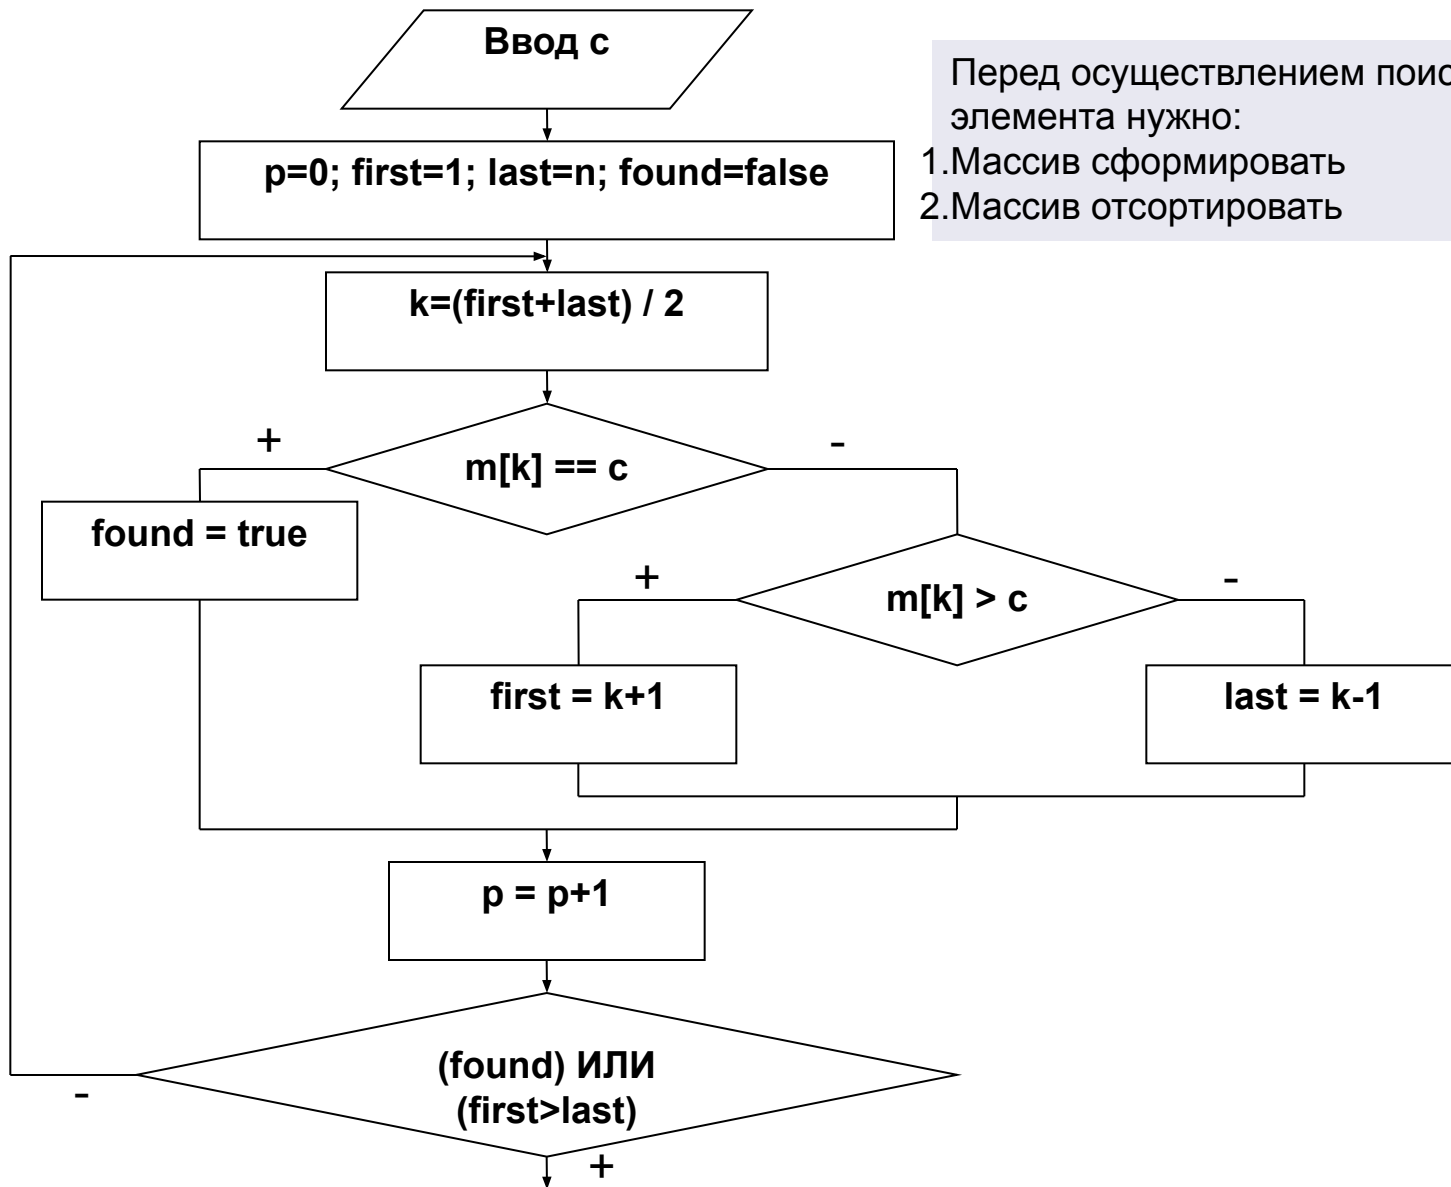 Ввод c
Перед осуществлением поис
элемента нужно:
1.Массив сформировать
2.Массив отсортировать
p=0; first=1; last=n; found=false
k=(first+last) / 2
+
-
m[k] == c
found = true
+
-
m[k] > c
first = k+1
last = k-1
p = p+1
(found) ИЛИ
(first>last)
-
+